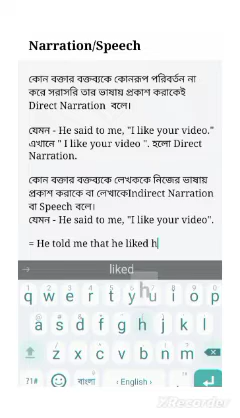 Narration/Speech
কোন বক্তার বক্তব্যকে কোনরূপ পরিবর্তন না
করে সরাসরি তার ভাষায় প্রকাশ করাকেই
Direct Narration বলে।
যেমন - He said to me, "I like your video."
এখানে " I like your video ". হলো Direct
Narration.
কোন বক্তার বক্তব্যকে লেখককে নিজের ভাষায়
প্রকাশ করাকে বা লেখাকেIndirect Narration
বা Speech বলে।
যেমন - He said to me, "I like your video".
= He told me that he liked h
liked
h
q w e r t y u i o p
a s d f g h j k l
z x c v b n m
?1# বাংলা ‹ English › .
ZRecorder